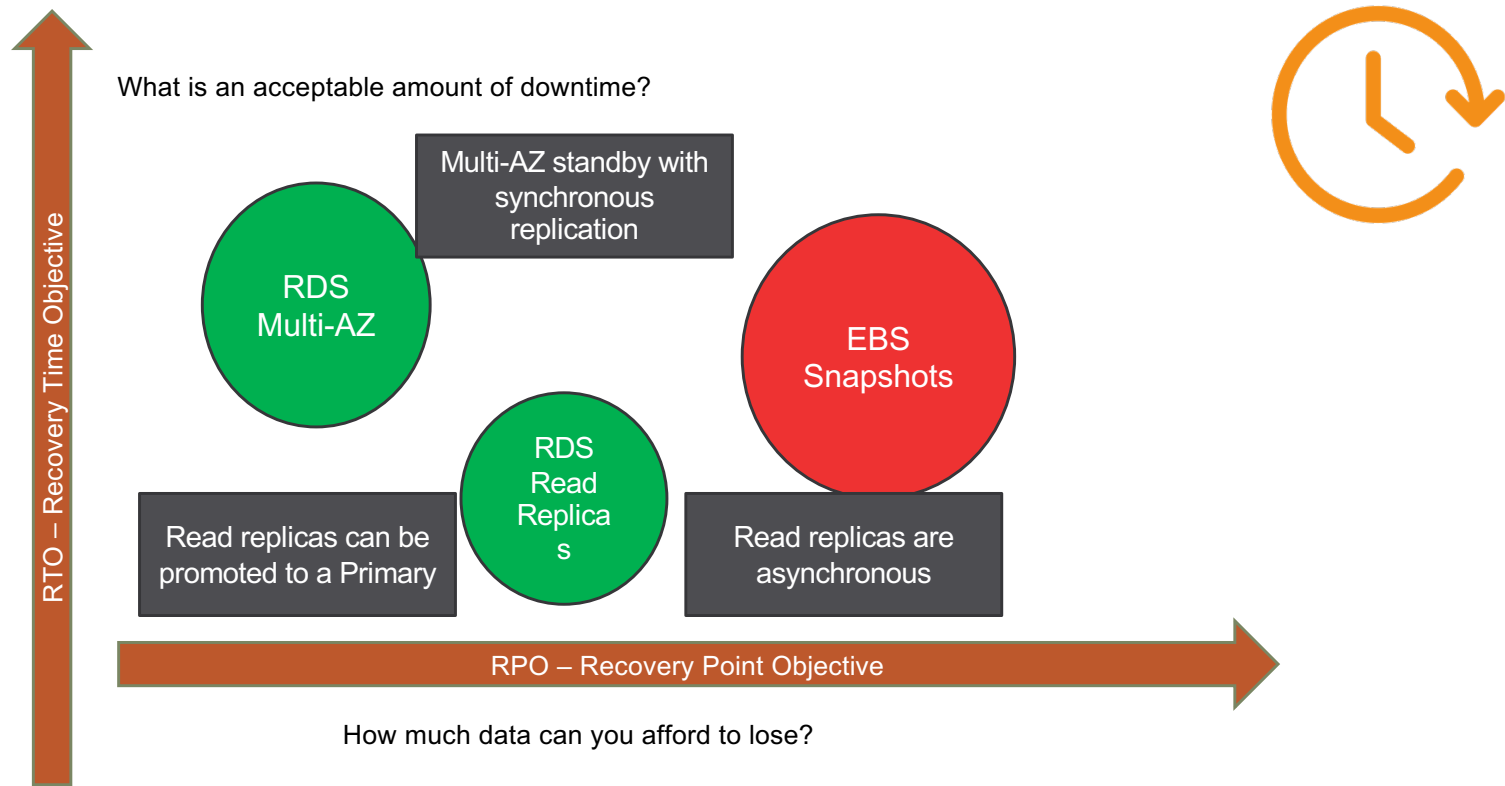 What is an acceptable amount of downtime?
Multi-AZ standby with
synchronous
replication
RDS
Multi-AZ
EBS
Snapshots
RDS
Read
Replica
s
Read replicas can be
promoted to a Primary
Read replicas are
asynchronous
RTO – Recovery Time Objective
RPO – Recovery Point Objective
How much data can you afford to lose?